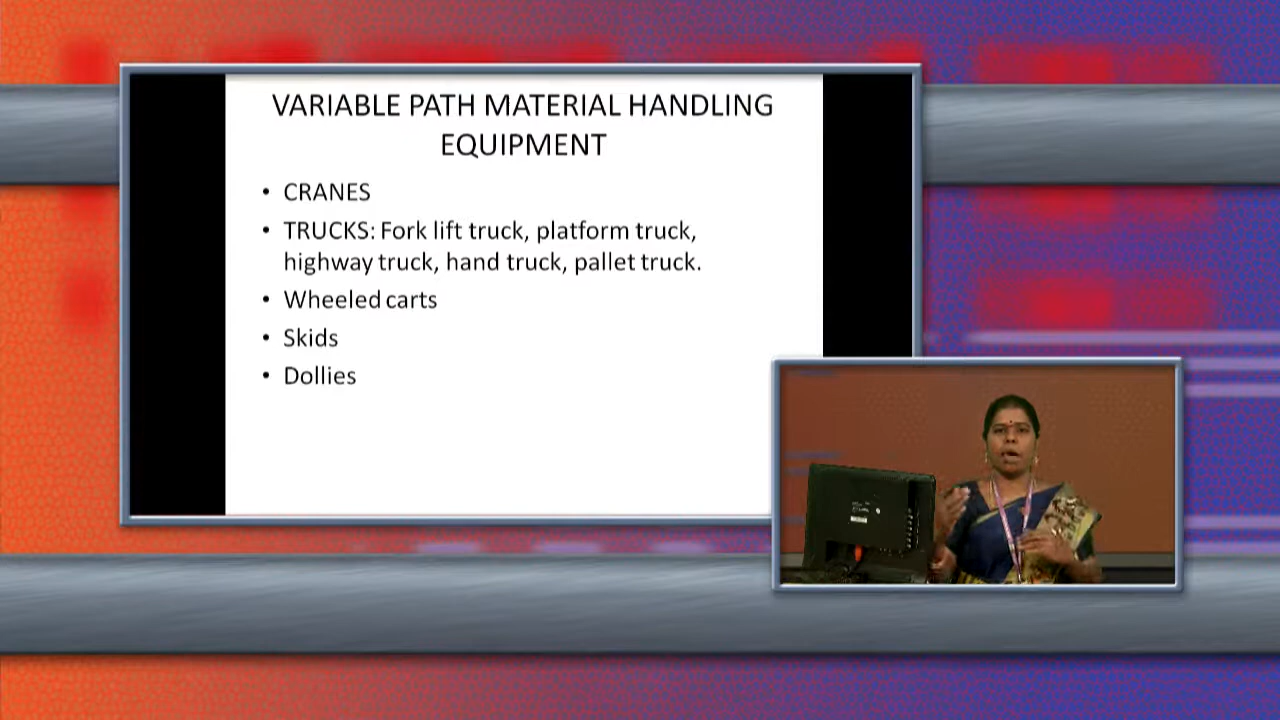 VARIABLE PATH MATERIAL HANDLING
EQUIPMENT
• CRANES
• TRUCKS: Fork lift truck, platform truck,
highway truck, hand truck, pallet truck.
• Wheeled carts
• Skids
• Dollies